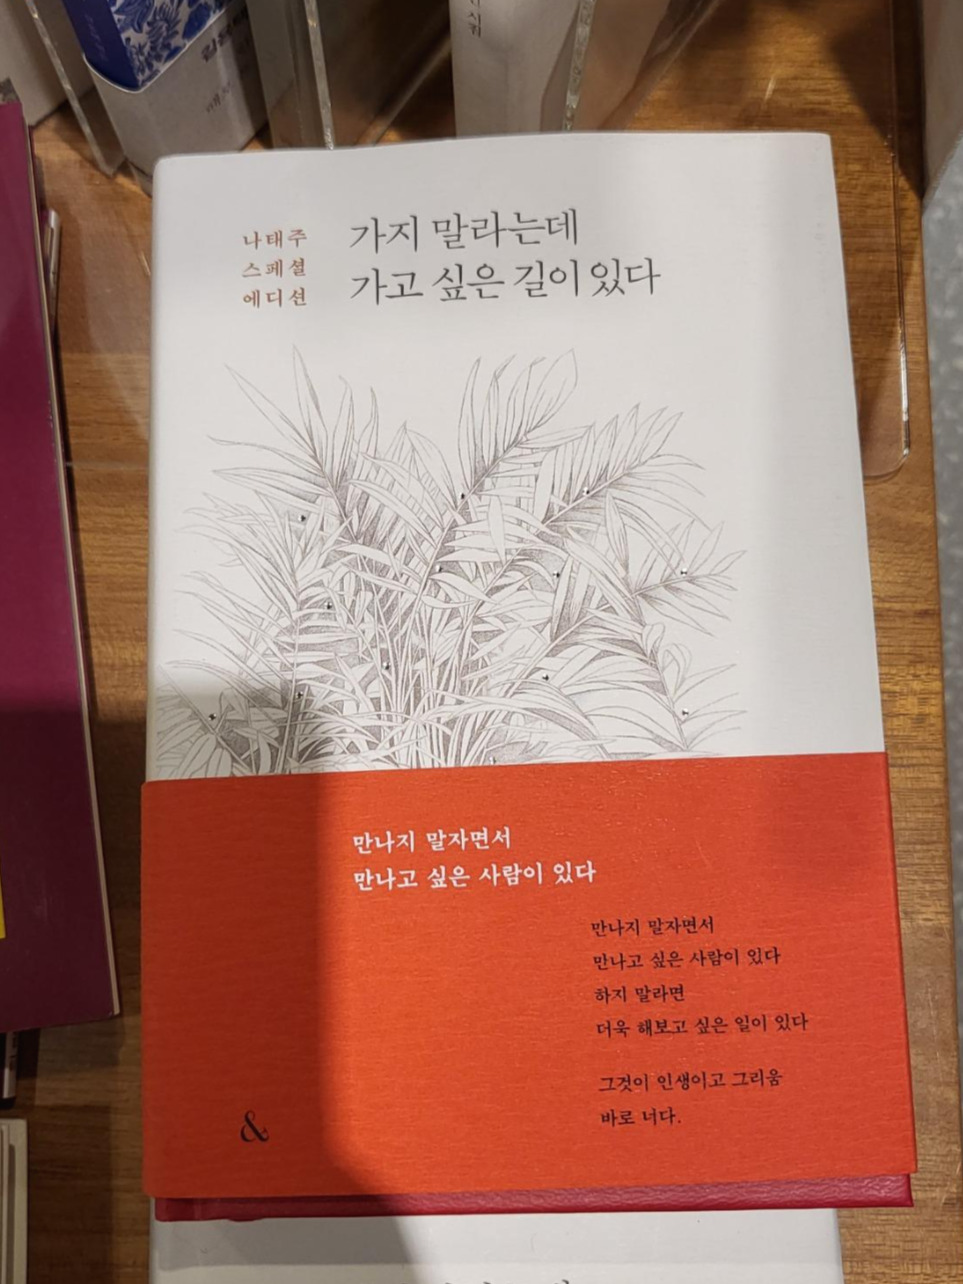 나태주
스페셜
에디션
가지 말라는데
가고 싶은 길이 있다
만나지 말자면서
만나고 싶은 사람이 있다
만나지 말자면서
만나고 싶은 사람이 있다
하지 말라면
더욱 해보고 싶은 일이 있다
그것이 인생이고 그리움
바로 너다.
&